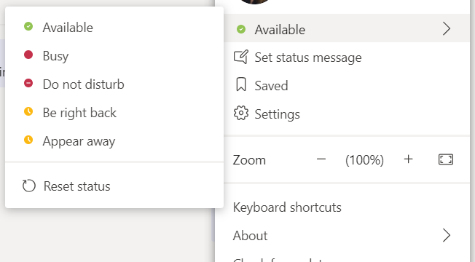 Available
Busy
Do not disturb
Be right back
Appear away
Reset status
Available
Set status message
Saved
Settings
Zoom − (100%) +
Keyboard shortcuts
About